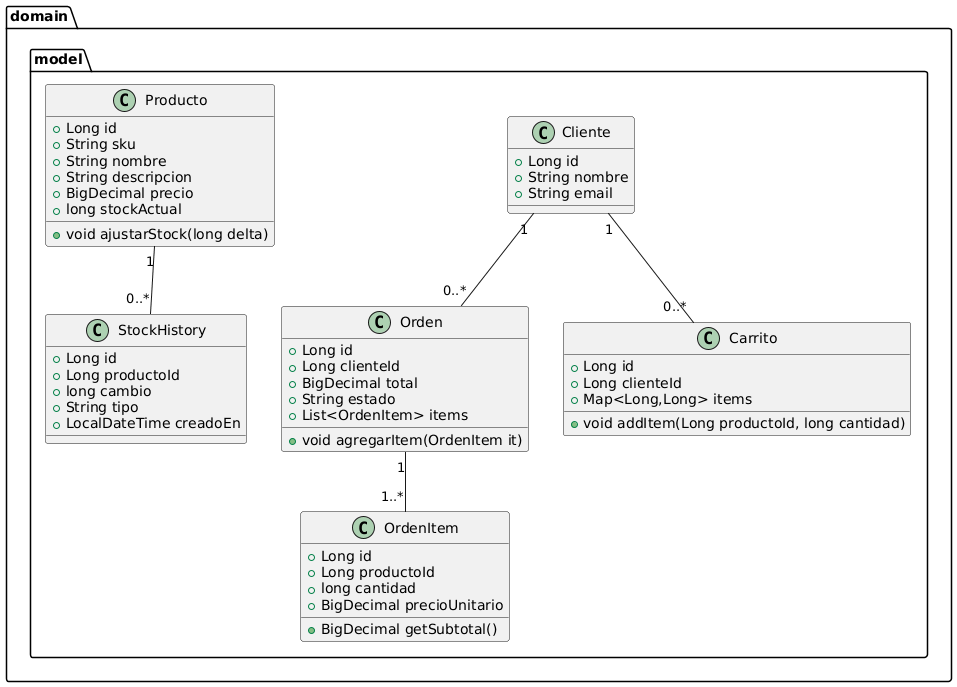 domain
model
C Producto
Long id
String sku
String nombre
String descripcion
BigDecimal precio
long stockActual
void ajustarStock(long delta)
C Cliente
Long id
String nombre
String email
1
0..*
1
0..*
1
0..*
C StockHistory
Long id
Long productoId
long cambio
String tipo
LocalDateTime creadoEn
C Orden
Long id
Long clienteId
BigDecimal total
String estado
List<OrdenItem> items
void agregarItem(OrdenItem it)
C Carrito
Long id
Long clienteId
Map<Long,Long> items
void addItem(Long productoId, long cantidad)
1
1..*
C OrdenItem
Long id
Long productoId
long cantidad
BigDecimal precioUnitario
BigDecimal getSubtotal()